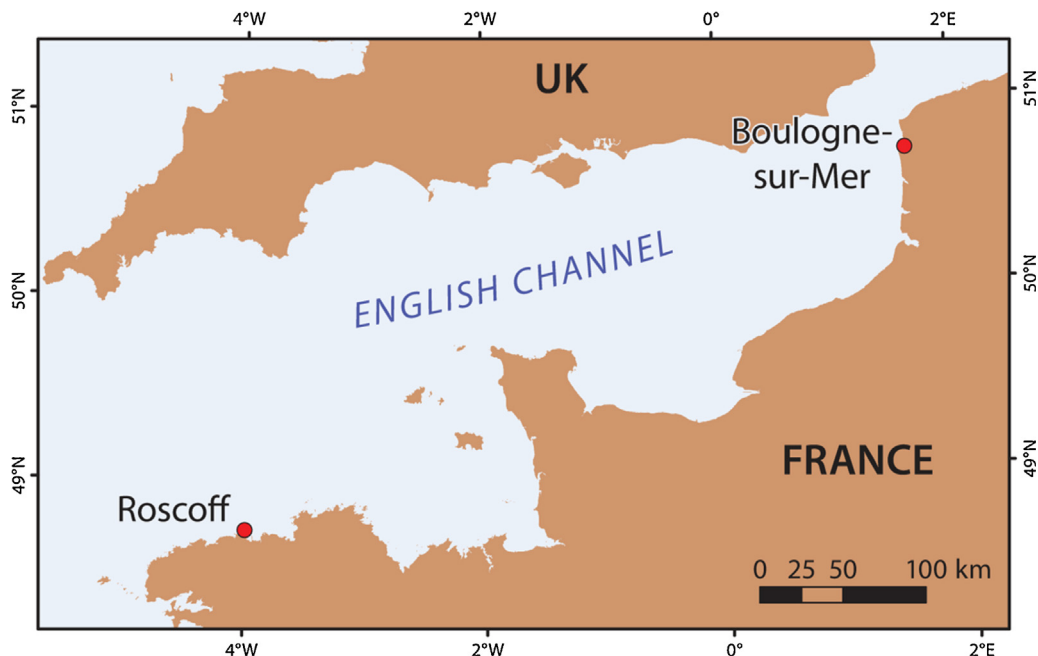 4°W 2°W 0° 2°E
UK
51°N
51°N
Boulogne-
sur-Mer
ENGLISH CHANNEL
50°N
50°N
FRANCE
49°N
49°N
Roscoff
0 25 50 100 km
4°W 2°W 0° 2°E